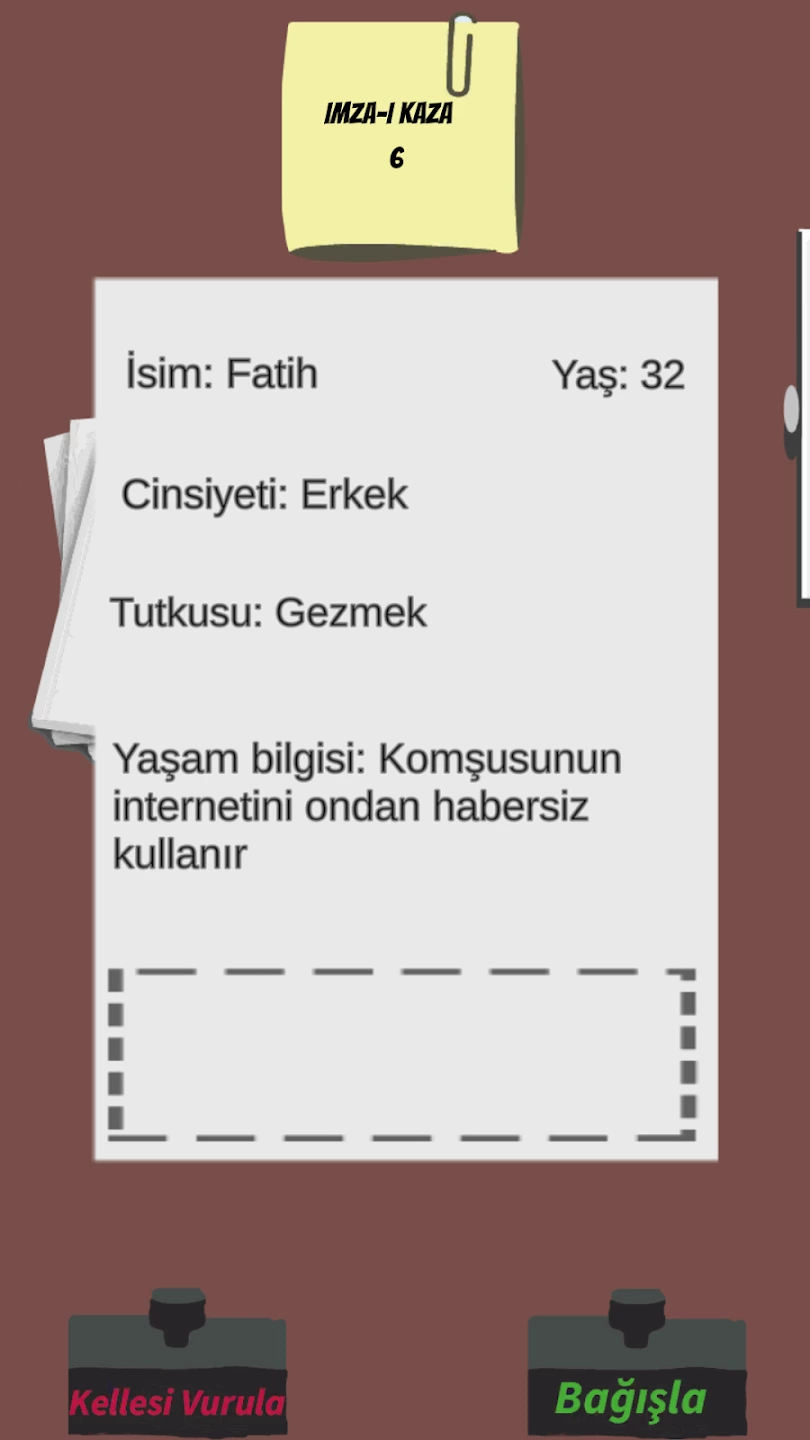 IMZA-I KAZA
6
İsim: Fatih
Yaş: 32
Cinsiyeti: Erkek
Tutkusu: Gezmek
Yaşam bilgisi: Komşusunun
internetini ondan habersiz
kullanır
Kellesi Vurula
Bağışla